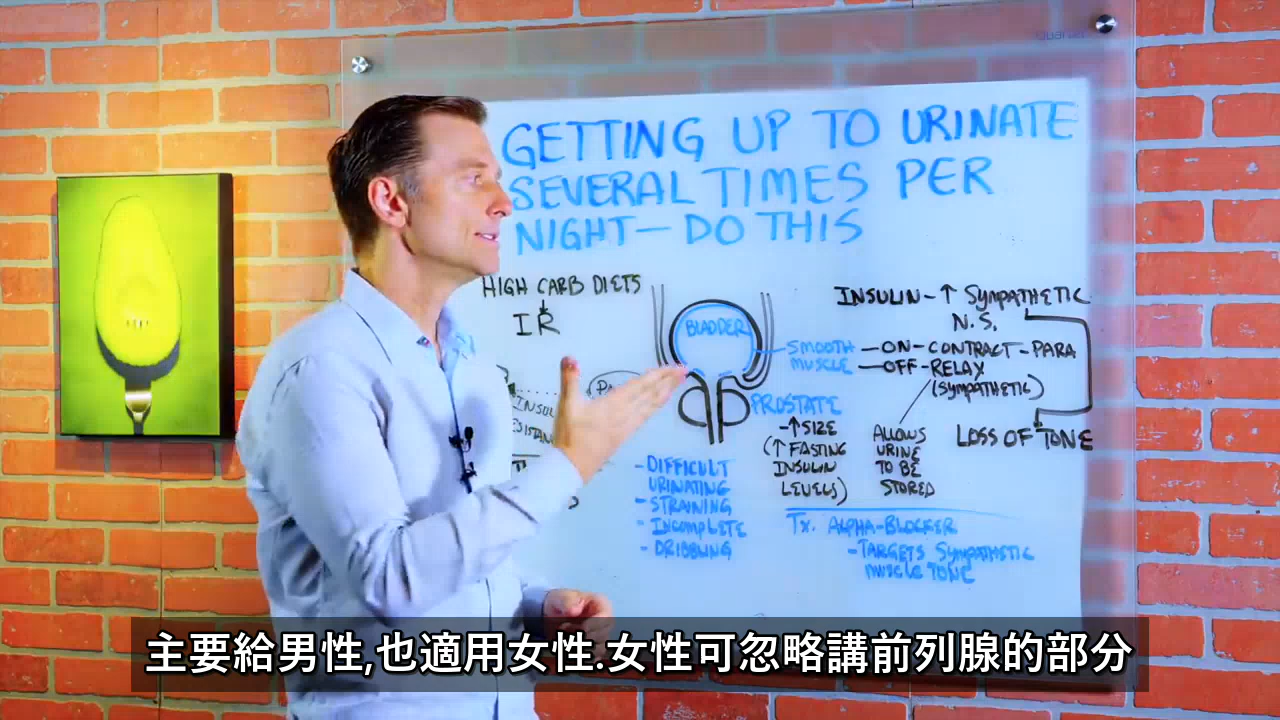 Quartet
GETTING UP TO URINATE
SEVERAL TIMES PER
NIGHT—DO THIS
HIGH CARB DIETS
IR
BLADDER
SMOOTH
MUSCLE
—ON-CONTRACT-PARA
—OFF-RELAX
(SYMPATHETIC)
INSULIN-↑ SYMPATHETIC
N.S.
LOSS OF TONE
PROSTATE
-↑SIZE
(↑FASTING
INSULIN
LEVELS)
ALLOWS
URINE
TO BE
STORED
-DIFFICULT
URINATING
-STRAINING
-INCOMPLETE
-DRIBBLING
TX. ALPHA-BLOCKER
-TARGETS SYMPATHETIC
MUSCLE TONE
主要給男性,也適用女性.女性可忽略講前列腺的部分